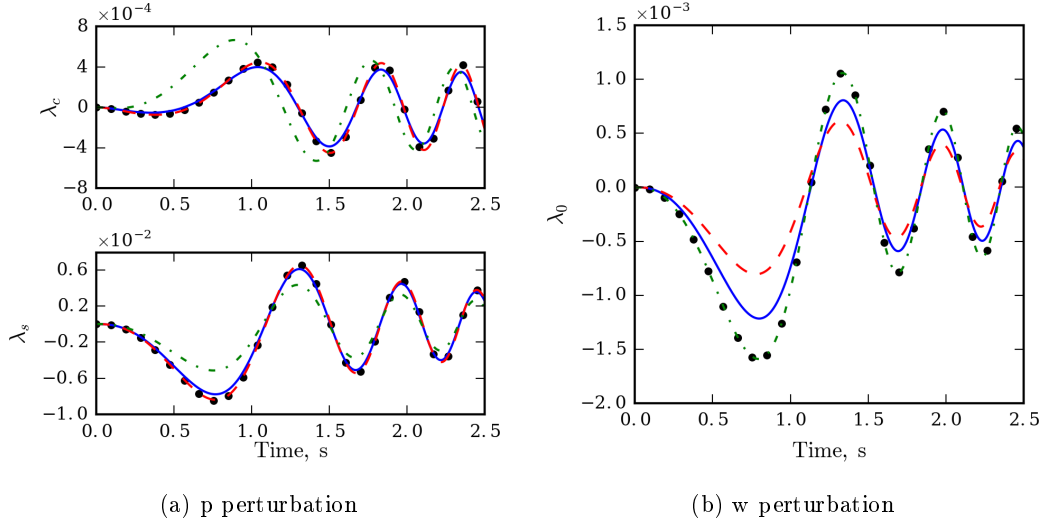 ×10⁻⁴
8
4
0
−4
−8
λ_c
0.0 0.5 1.0 1.5 2.0 2.5
×10⁻²
0.6
0.2
−0.2
−0.6
−1.0
λ_s
0.0 0.5 1.0 1.5 2.0 2.5
Time, s
(a) p perturbation
×10⁻³
1.5
1.0
0.5
0.0
−0.5
−1.0
−1.5
−2.0
λ_0
0.0 0.5 1.0 1.5 2.0 2.5
Time, s
(b) w perturbation